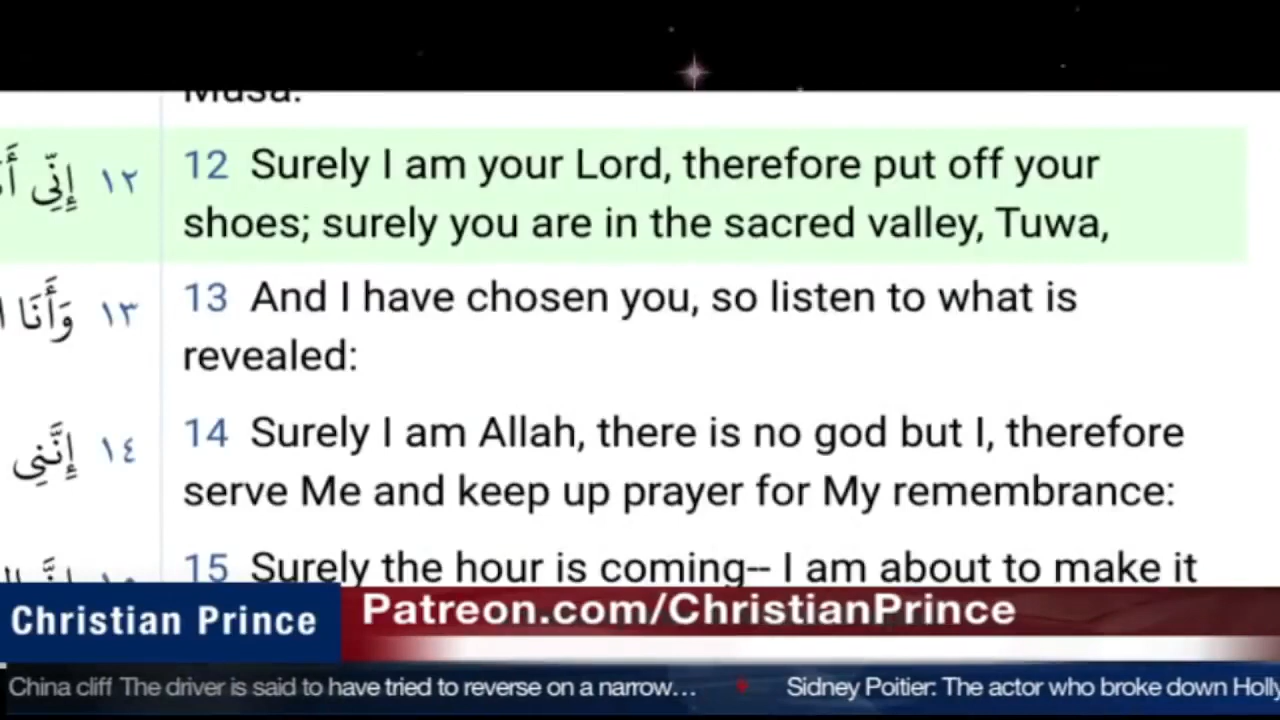 Musa:
إِنِّي ١٢ 12 Surely I am your Lord, therefore put off your
shoes; surely you are in the sacred valley, Tuwa,
وَأَنَا ١٣ 13 And I have chosen you, so listen to what is
revealed:
إِنَّنِي ١٤ 14 Surely I am Allah, there is no god but I, therefore
serve Me and keep up prayer for My remembrance:
15 Surely the hour is coming-- I am about to make it
Christian Prince
Patreon.com/ChristianPrince
China cliff The driver is said to have tried to reverse on a narrow... Sidney Poitier: The actor who broke down Holly